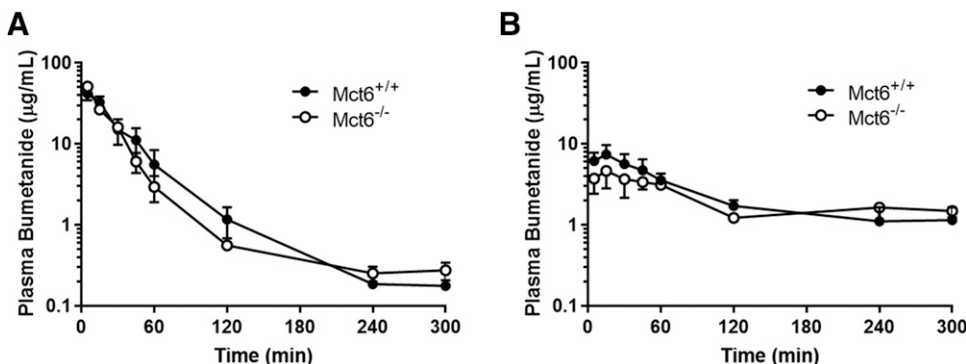 A
Plasma Bumetanide (μg/mL)
100
10
1
0.1
0 60 120 180 240 300
Time (min)
Mct6+/+
Mct6-/-
B
Plasma Bumetanide (μg/mL)
100
10
1
0.1
0 60 120 180 240 300
Time (min)
Mct6+/+
Mct6-/-